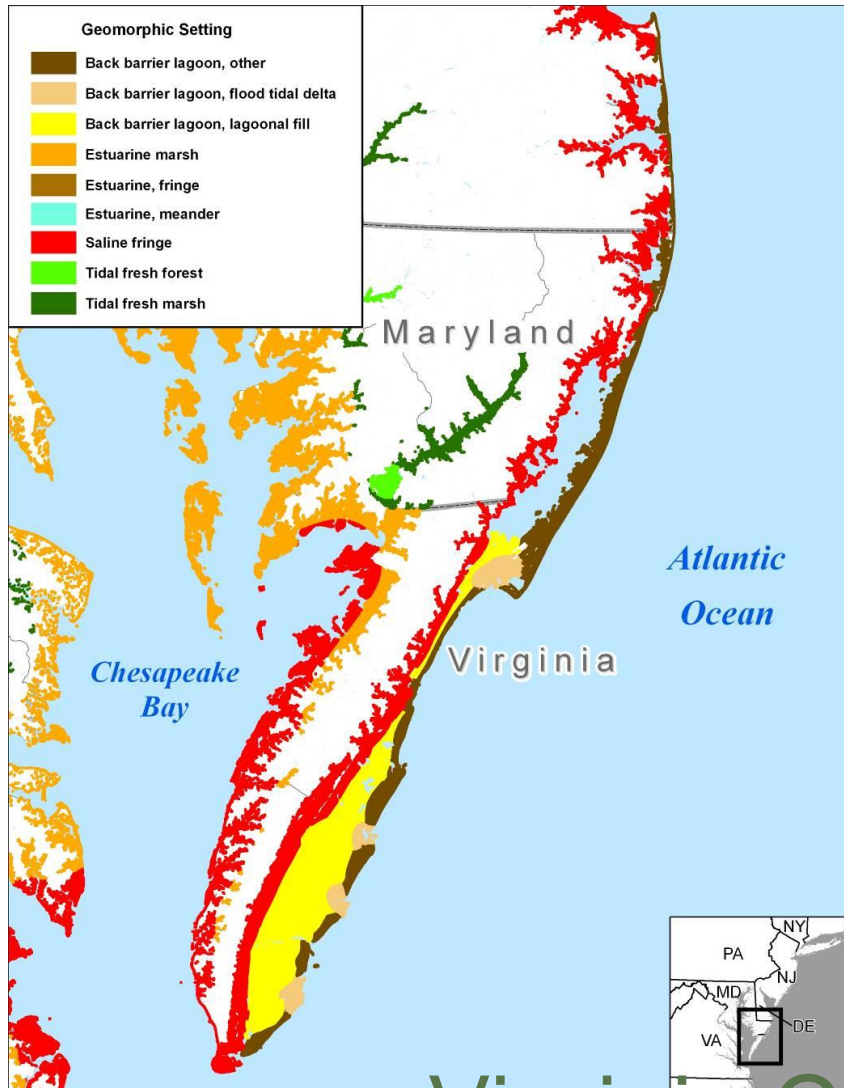 Geomorphic Setting
Back barrier lagoon, other
Back barrier lagoon, flood tidal delta
Back barrier lagoon, lagoonal fill
Estuarine marsh
Estuarine, fringe
Estuarine, meander
Saline fringe
Tidal fresh forest
Tidal fresh marsh
Maryland
Atlantic
Ocean
Virginia
Chesapeake
Bay
NY
PA
NJ
MD
DE
VA